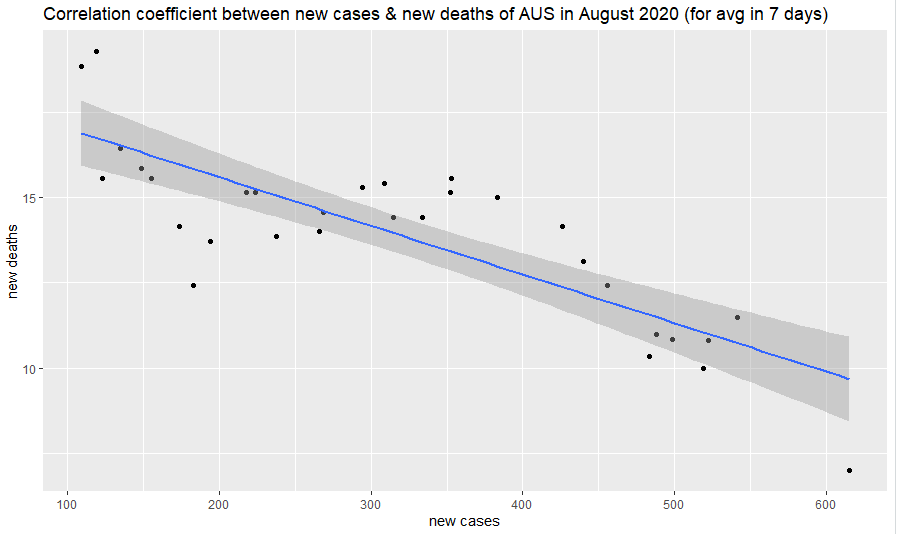 Correlation coefficient between new cases & new deaths of AUS in August 2020 (for avg in 7 days)
new deaths
15
10
100 200 300 400 500 600
new cases